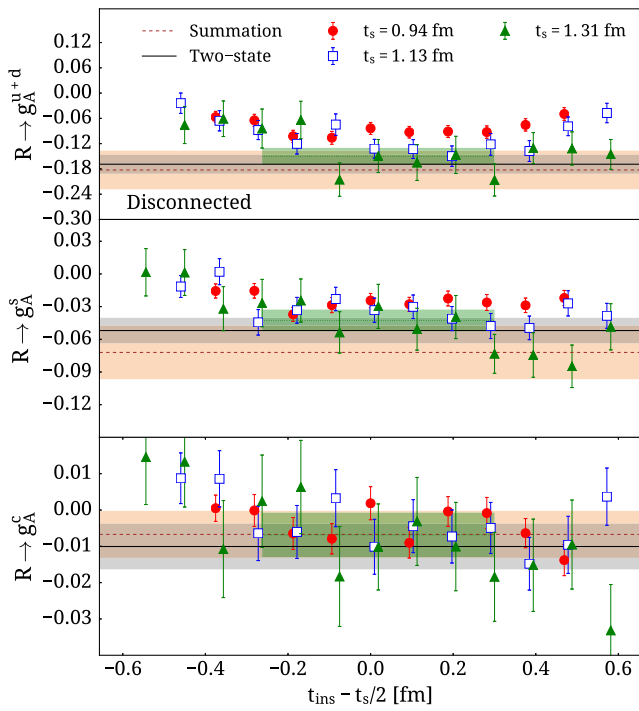 Summation
Two−state
t_s = 0.94 fm
t_s = 1.13 fm
t_s = 1.31 fm
R → g_A^{u+d}
0.12
0.06
0.00
−0.06
−0.12
−0.18
−0.24
−0.30
Disconnected
R → g_A^s
0.03
0.00
−0.03
−0.06
−0.09
−0.12
R → g_A^c
0.01
0.00
−0.01
−0.02
−0.03
−0.6 −0.4 −0.2 0.0 0.2 0.4 0.6
t_ins − t_s/2 [fm]